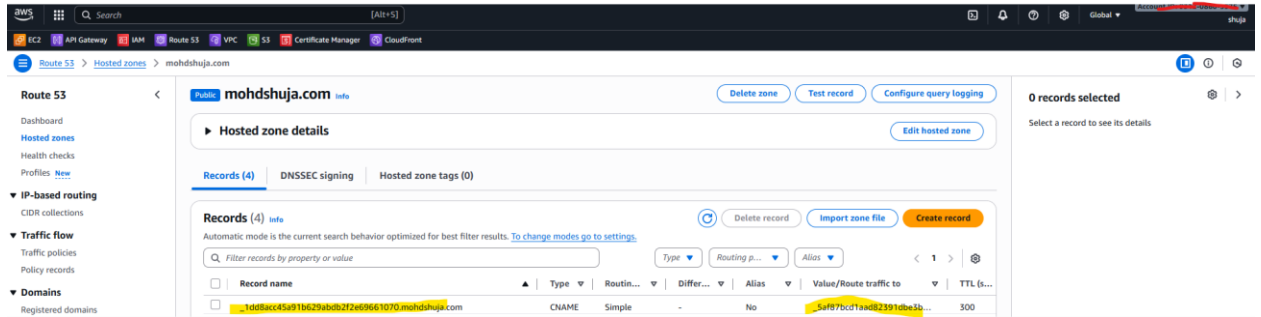 aws
Search
[Alt+S]
Global
shuja
EC2 API Gateway IAM Route 53 VPC S3 Certificate Manager CloudFront
Route 53 > Hosted zones > mohdshuja.com
Route 53
Dashboard
Hosted zones
Health checks
Profiles New
IP-based routing
CIDR collections
Traffic flow
Traffic policies
Policy records
Domains
Registered domains
Public mohdshuja.com Info
Delete zone Test record Configure query logging
Hosted zone details
Edit hosted zone
Records (4) DNSSEC signing Hosted zone tags (0)
Records (4) Info
Delete record Import zone file Create record
Automatic mode is the current search behavior optimized for best filter results. To change modes go to settings.
Filter records by property or value
Type Routing p... Alias
1
Record name Type Routin... Differ... Alias Value/Route traffic to TTL (s...
_1dd8acc45a91b629abdb2f2e69661070.mohdshuja.com CNAME Simple - No _5af87bcd1aad82391dbe3b... 300
0 records selected
Select a record to see its details